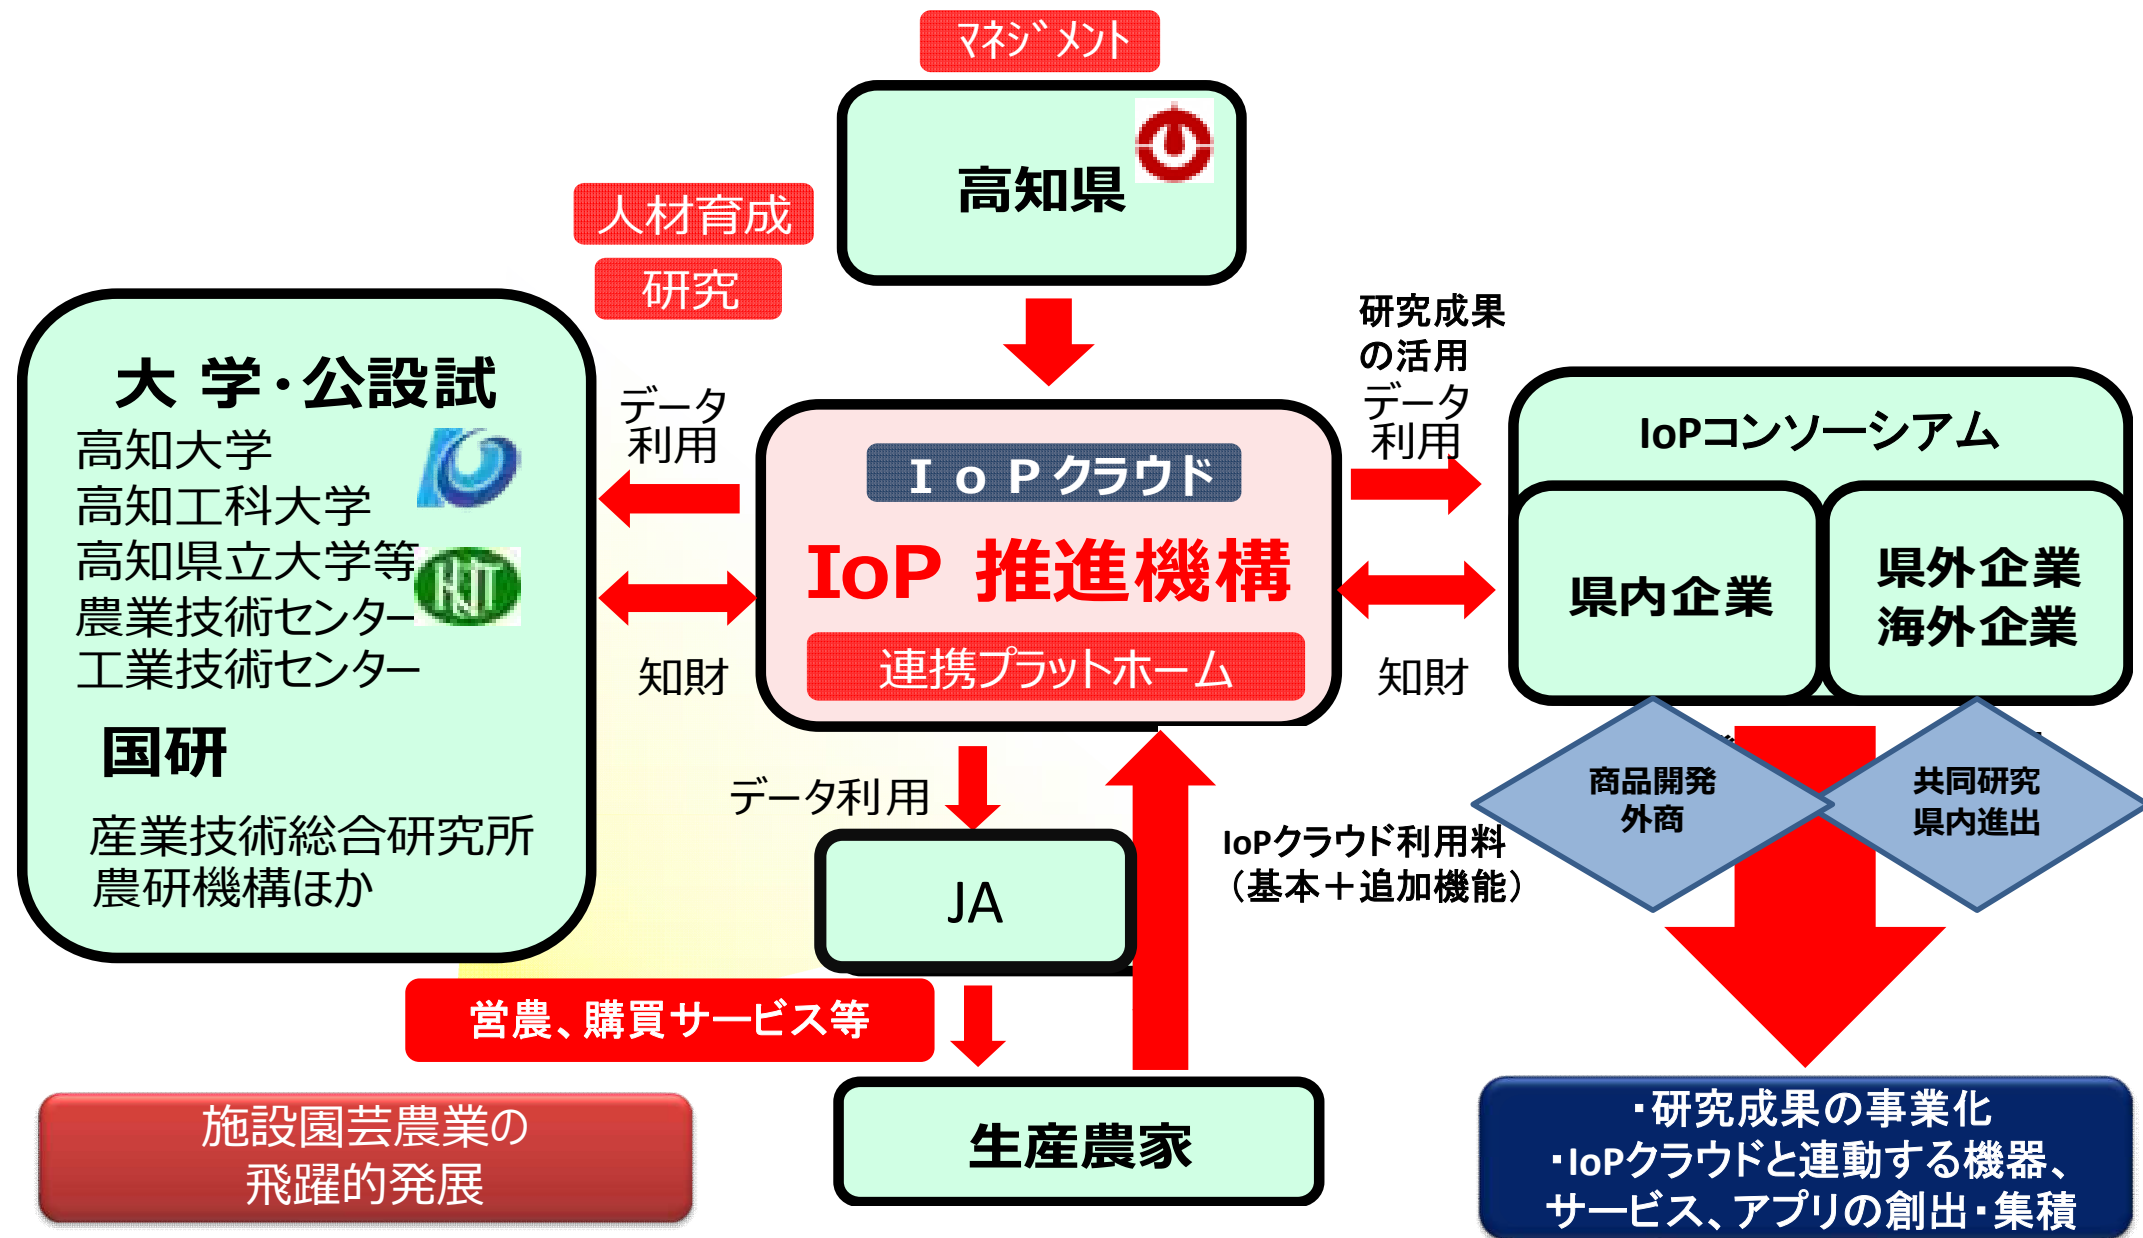 マネジメント
高知県
人材育成
研究
大 学・公設試
高知大学
高知工科大学
高知県立大学等
農業技術センター
工業技術センター
国研
産業技術総合研究所
農研機構ほか
データ
利用
知財
ＩｏＰクラウド
IoP 推進機構
連携プラットホーム
研究成果
の活用
データ
利用
知財
IoPコンソーシアム
県内企業
県外企業
海外企業
商品開発
外商
共同研究
県内進出
データ利用
JA
IoPクラウド利用料
（基本＋追加機能）
営農、購買サービス等
生産農家
施設園芸農業の
飛躍的発展
・研究成果の事業化
・IoPクラウドと連動する機器、
サービス、アプリの創出・集積